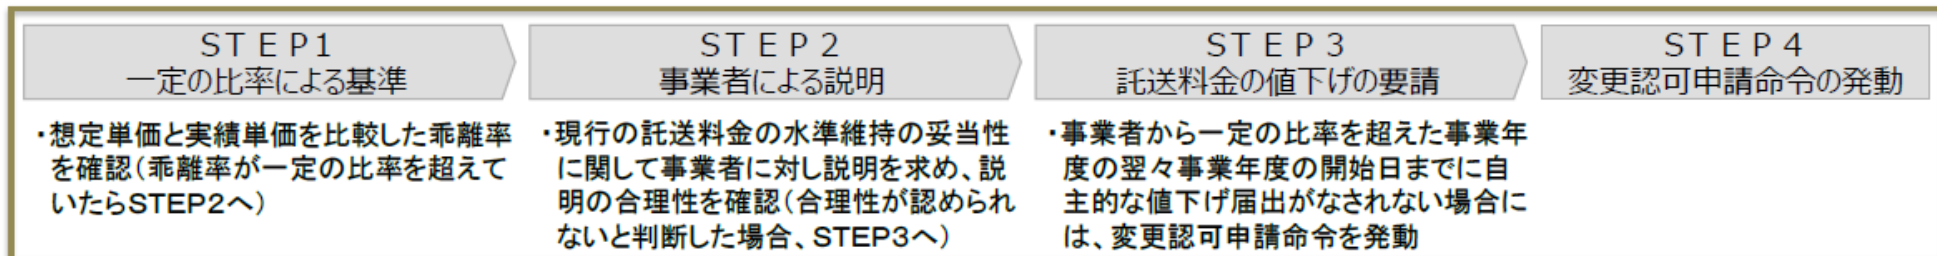 STEP1
一定の比率による基準
・想定単価と実績単価を比較した乖離率
を確認(乖離率が一定の比率を超えて
いたらSTEP2へ)
STEP2
事業者による説明
・現行の託送料金の水準維持の妥当性
に関して事業者に対し説明を求め、説
明の合理性を確認(合理性が認められ
ないと判断した場合、STEP3へ)
STEP3
託送料金の値下げの要請
・事業者から一定の比率を超えた事業年
度の翌々事業年度の開始日までに自
主的な値下げ届出がなされない場合に
は、変更認可申請命令を発動
STEP4
変更認可申請命令の発動